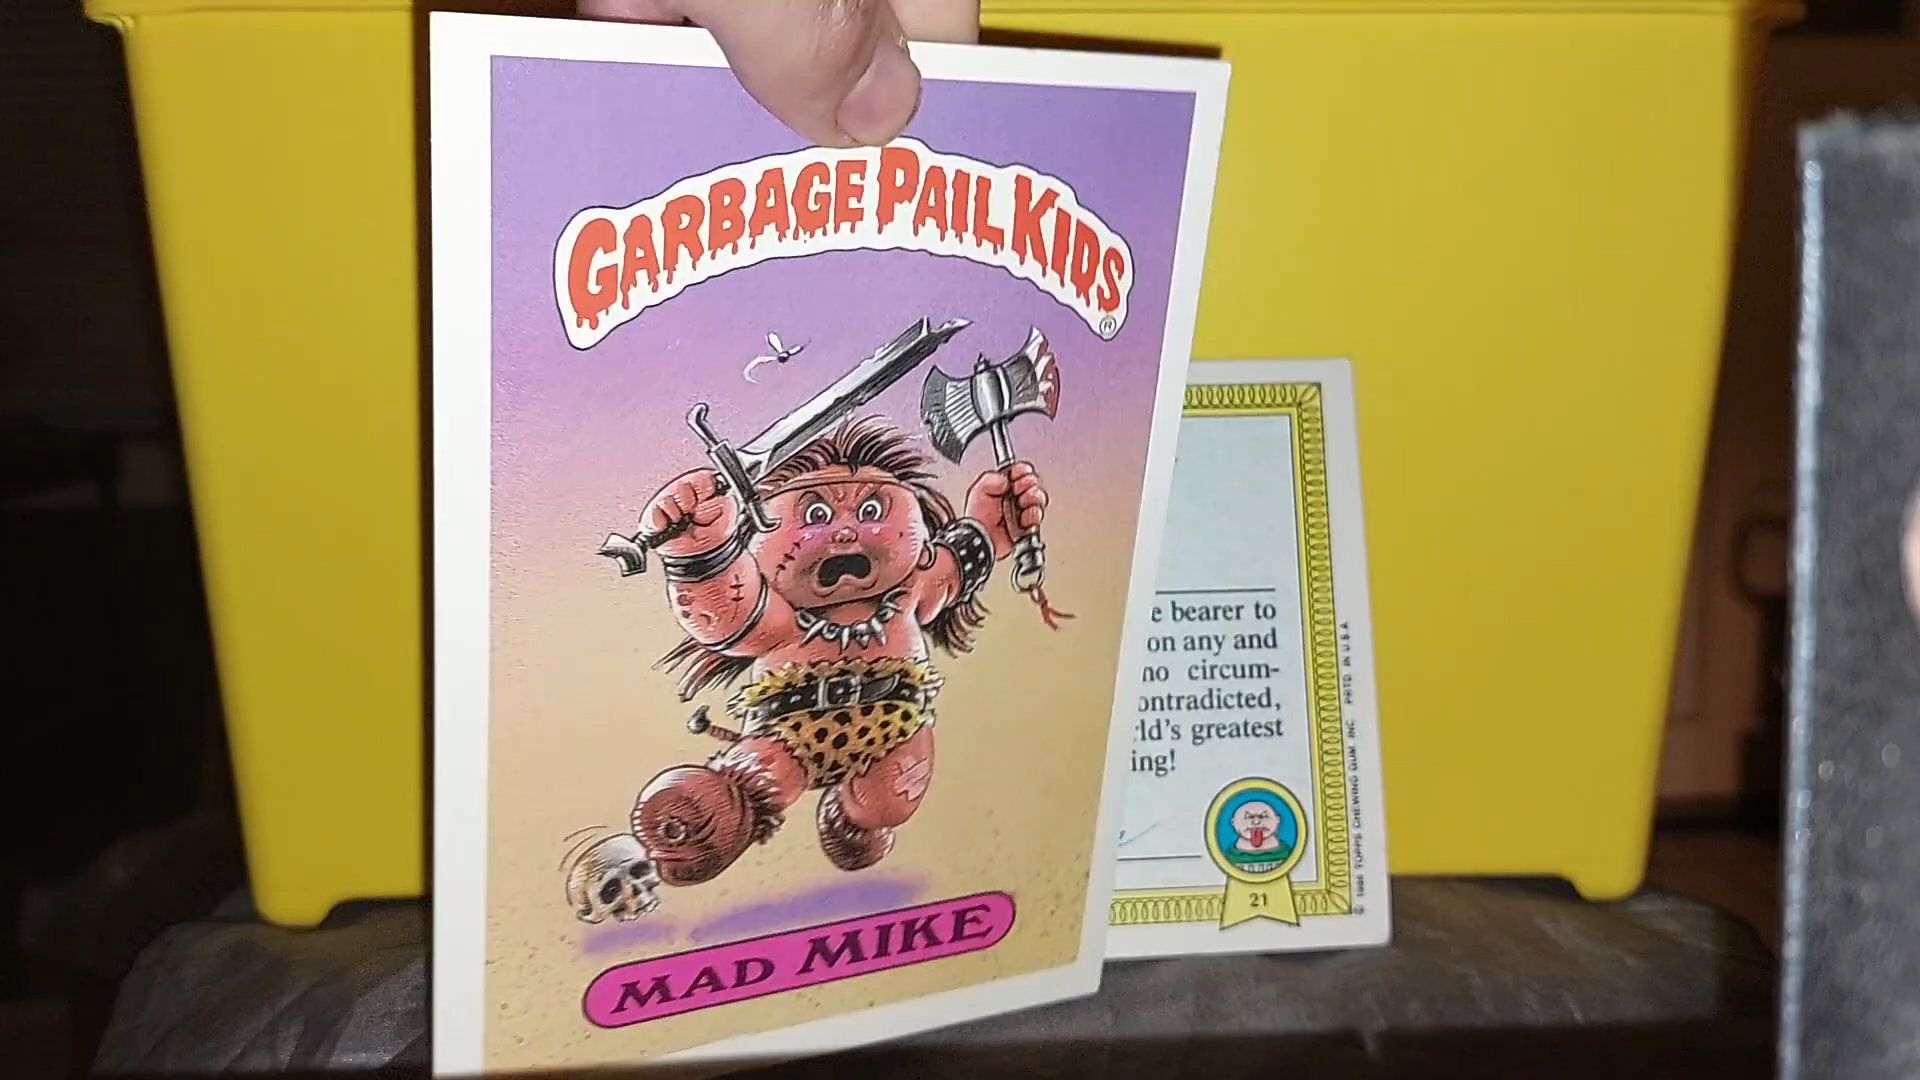 GARBAGE PAIL KIDS
®
MAD MIKE
e bearer to
on any and
no circum-
ontradicted,
rld's greatest
ing!
21
© 1986 TOPPS CHEWING GUM, INC. PRTD. IN U.S.A.